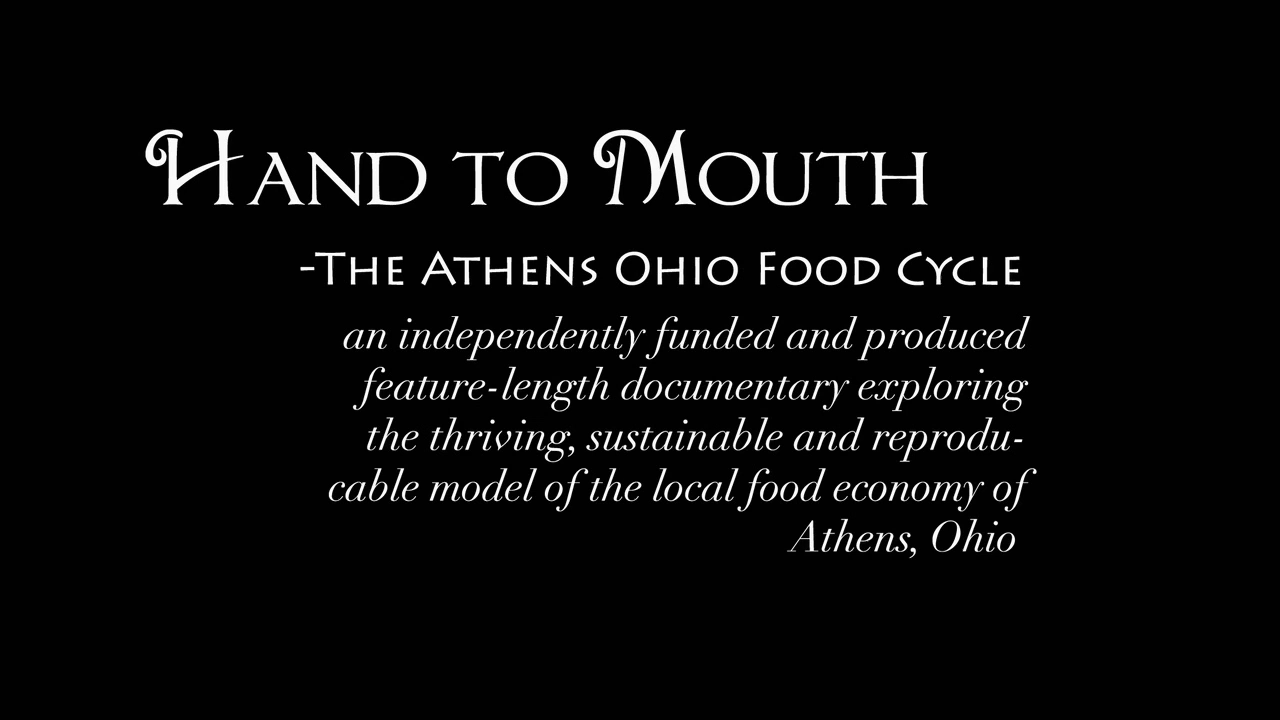 Hand to Mouth
-The Athens Ohio Food Cycle
an independently funded and produced
feature-length documentary exploring
the thriving, sustainable and reprodu-
cable model of the local food economy of
Athens, Ohio